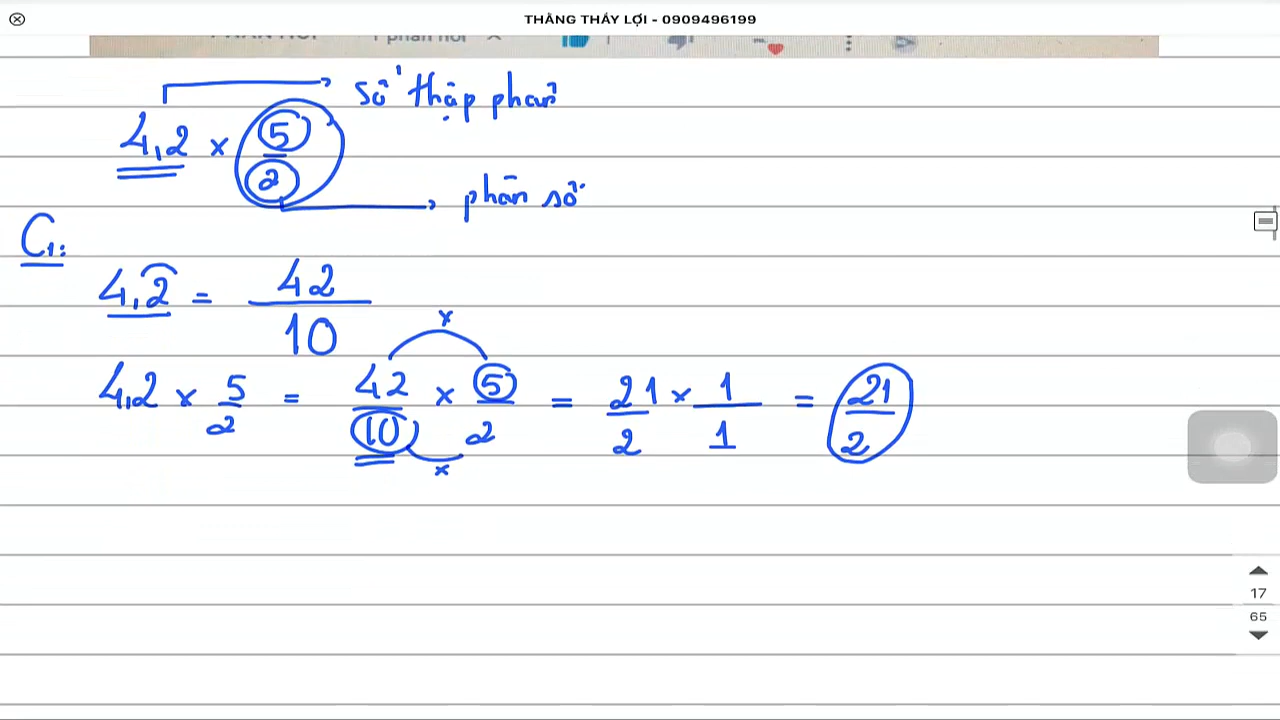 THẦNG THẦY LỢI - 0909496199
số thập phân
4,2 × 5/2
phân số
C1:
4,2 = 42/10
4,2 × 5/2 = 42/10 × 5/2 = 21/2 × 1/1 = 21/2
×
×
17
65